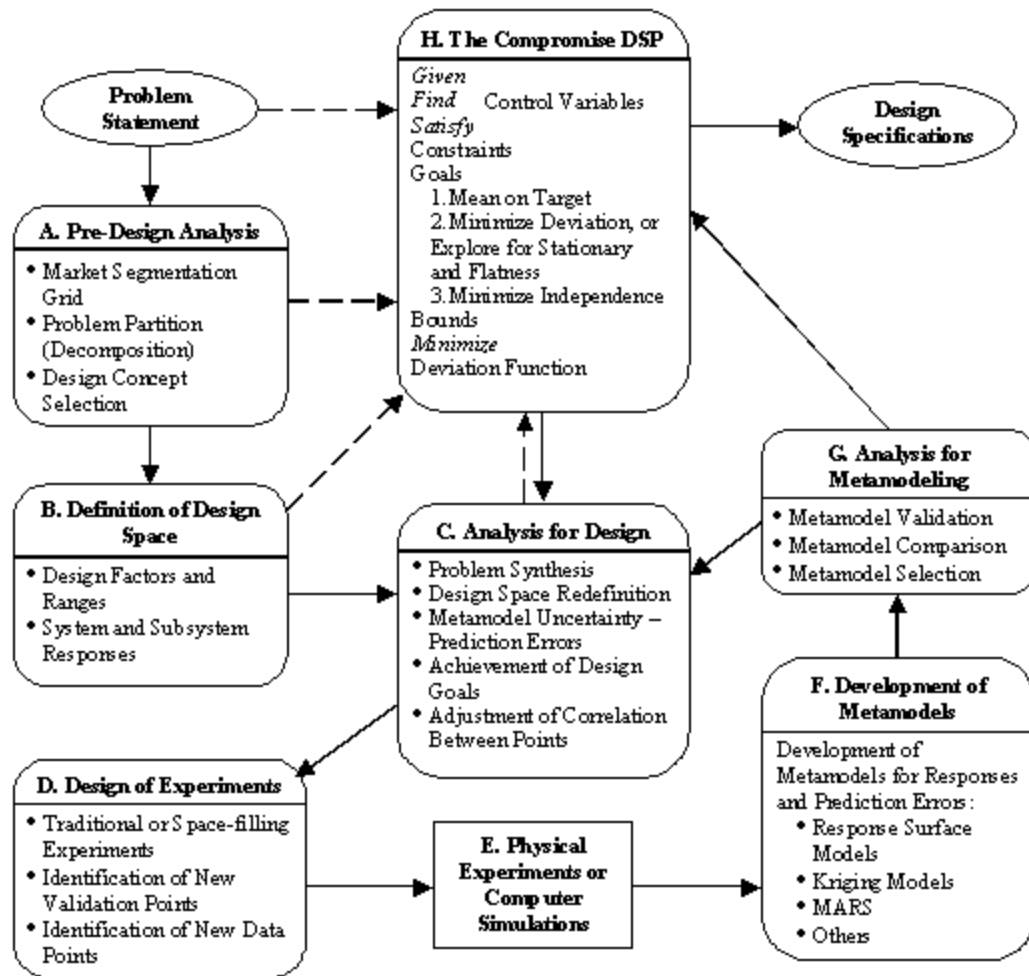 Problem
Statement
H. The Compromise DSP
Given
Find Control Variables
Satisfy
Constraints
Goals
1. Mean on Target
2. Minimize Deviation, or
Explore for Stationary
and Flatness
3. Minimize Independence
Bounds
Minimize
Deviation Function
Design
Specifications
A. Pre-Design Analysis
• Market Segmentation
Grid
• Problem Partition
(Decomposition)
• Design Concept
Selection
B. Definition of Design
Space
• Design Factors and
Ranges
• System and Subsystem
Responses
C. Analysis for Design
• Problem Synthesis
• Design Space Redefinition
• Metamodel Uncertainty –
Prediction Errors
• Achievement of Design
Goals
• Adjustment of Correlation
Between Points
G. Analysis for
Metamodeling
• Metamodel Validation
• Metamodel Comparison
• Metamodel Selection
D. Design of Experiments
• Traditional or Space-filling
Experiments
• Identification of New
Validation Points
• Identification of New Data
Points
E. Physical
Experiments or
Computer
Simulations
F. Development of
Metamodels
Development of
Metamodels for Responses
and Prediction Errors:
• Response Surface
Models
• Kriging Models
• MARS
• Others